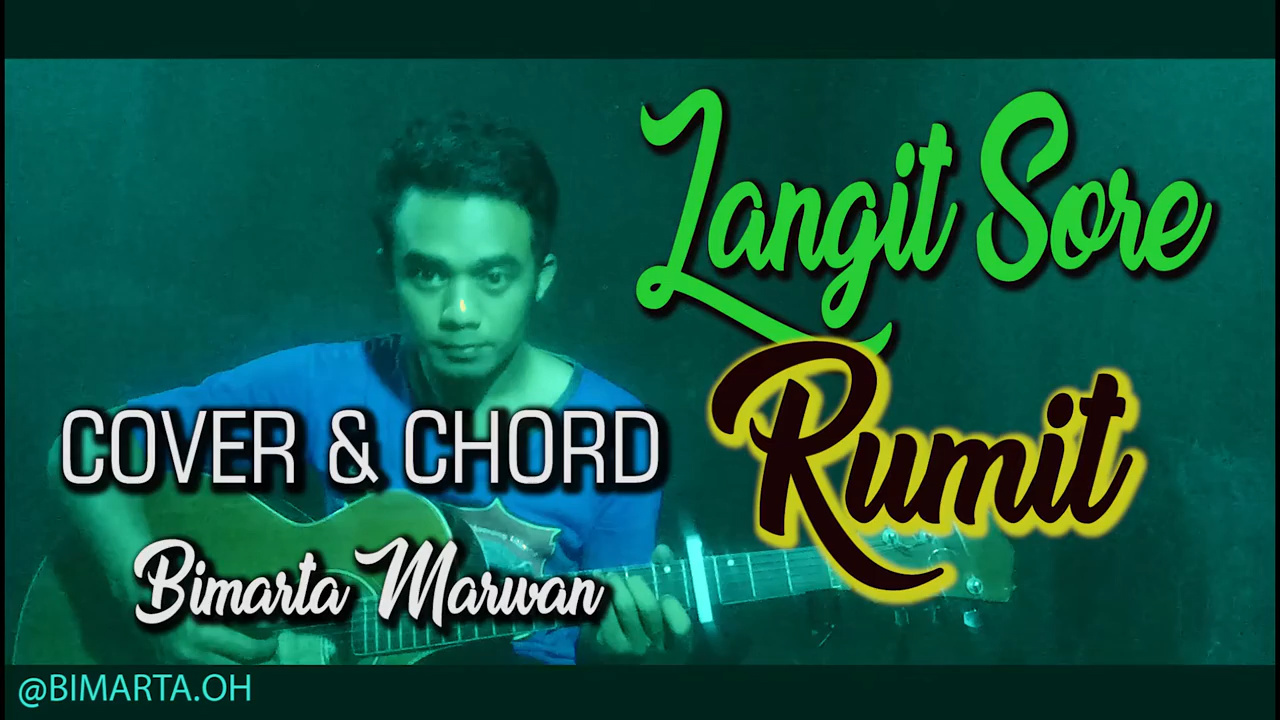 Langit Sore
Rumit
COVER & CHORD
Bimarta Marwan
@BIMARTA.OH